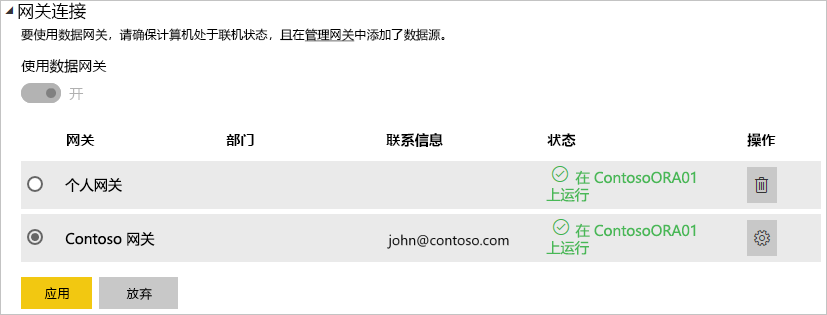 网关连接
要使用数据网关，请确保计算机处于联机状态，且在管理网关中添加了数据源。
使用数据网关
开
网关 部门 联系信息 状态 操作
个人网关 在 ContosoORA01
上运行
Contoso 网关 john@contoso.com 在 ContosoORA01
上运行
应用 放弃